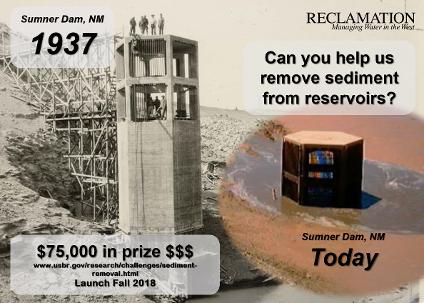 Sumner Dam, NM
1937
RECLAMATION
Managing Water in the West
Can you help us
remove sediment
from reservoirs?
$75,000 in prize $$$
www.usbr.gov/research/challenges/sediment-
removal.html
Launch Fall 2018
Sumner Dam, NM
Today